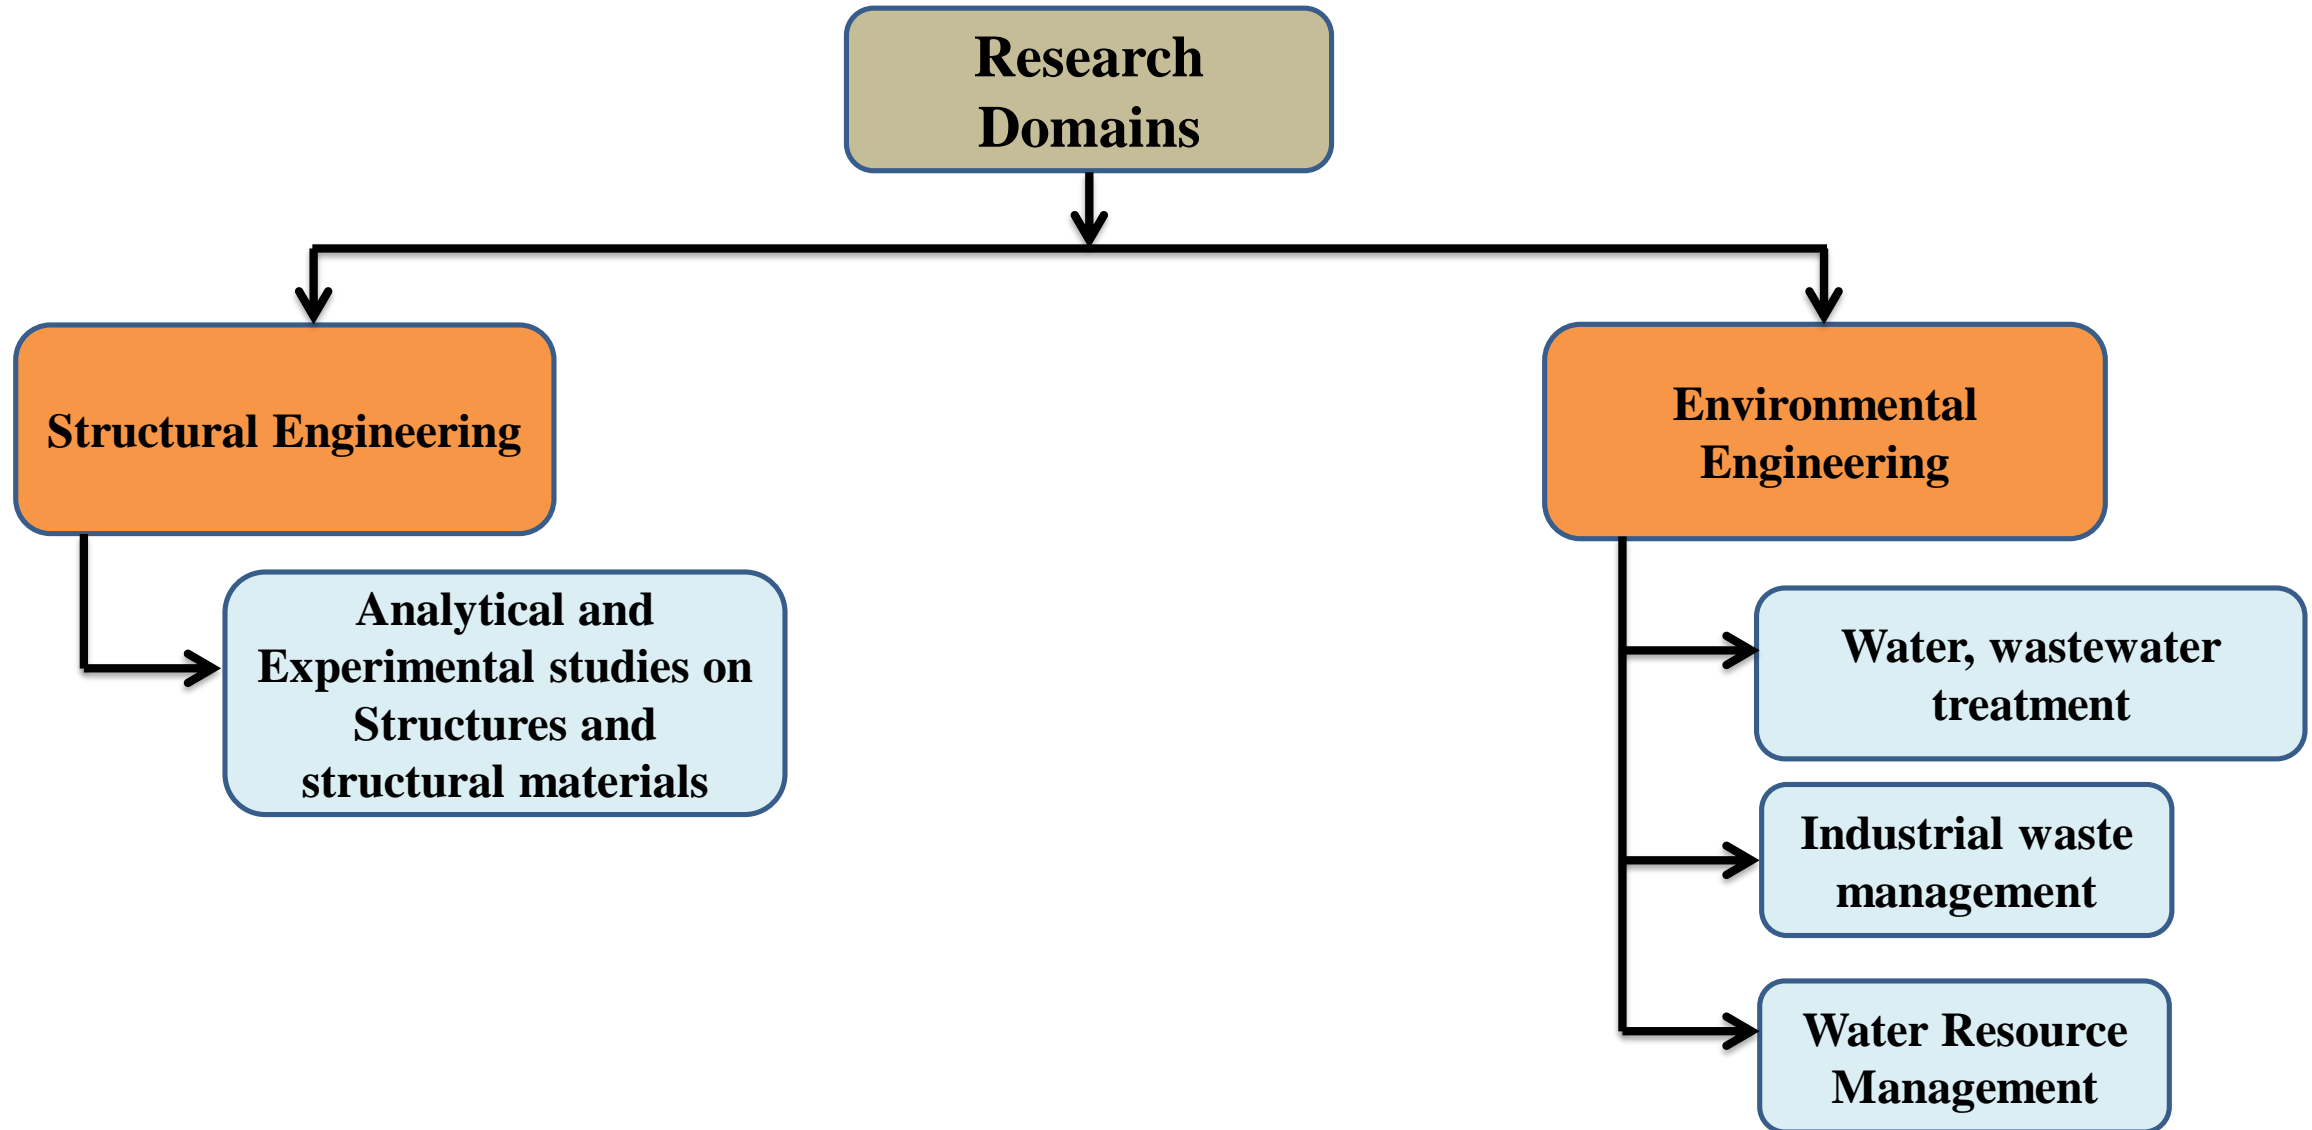 Research
Domains
Structural Engineering
Environmental
Engineering
Analytical and
Experimental studies on
Structures and
structural materials
Water, wastewater
treatment
Industrial waste
management
Water Resource
Management